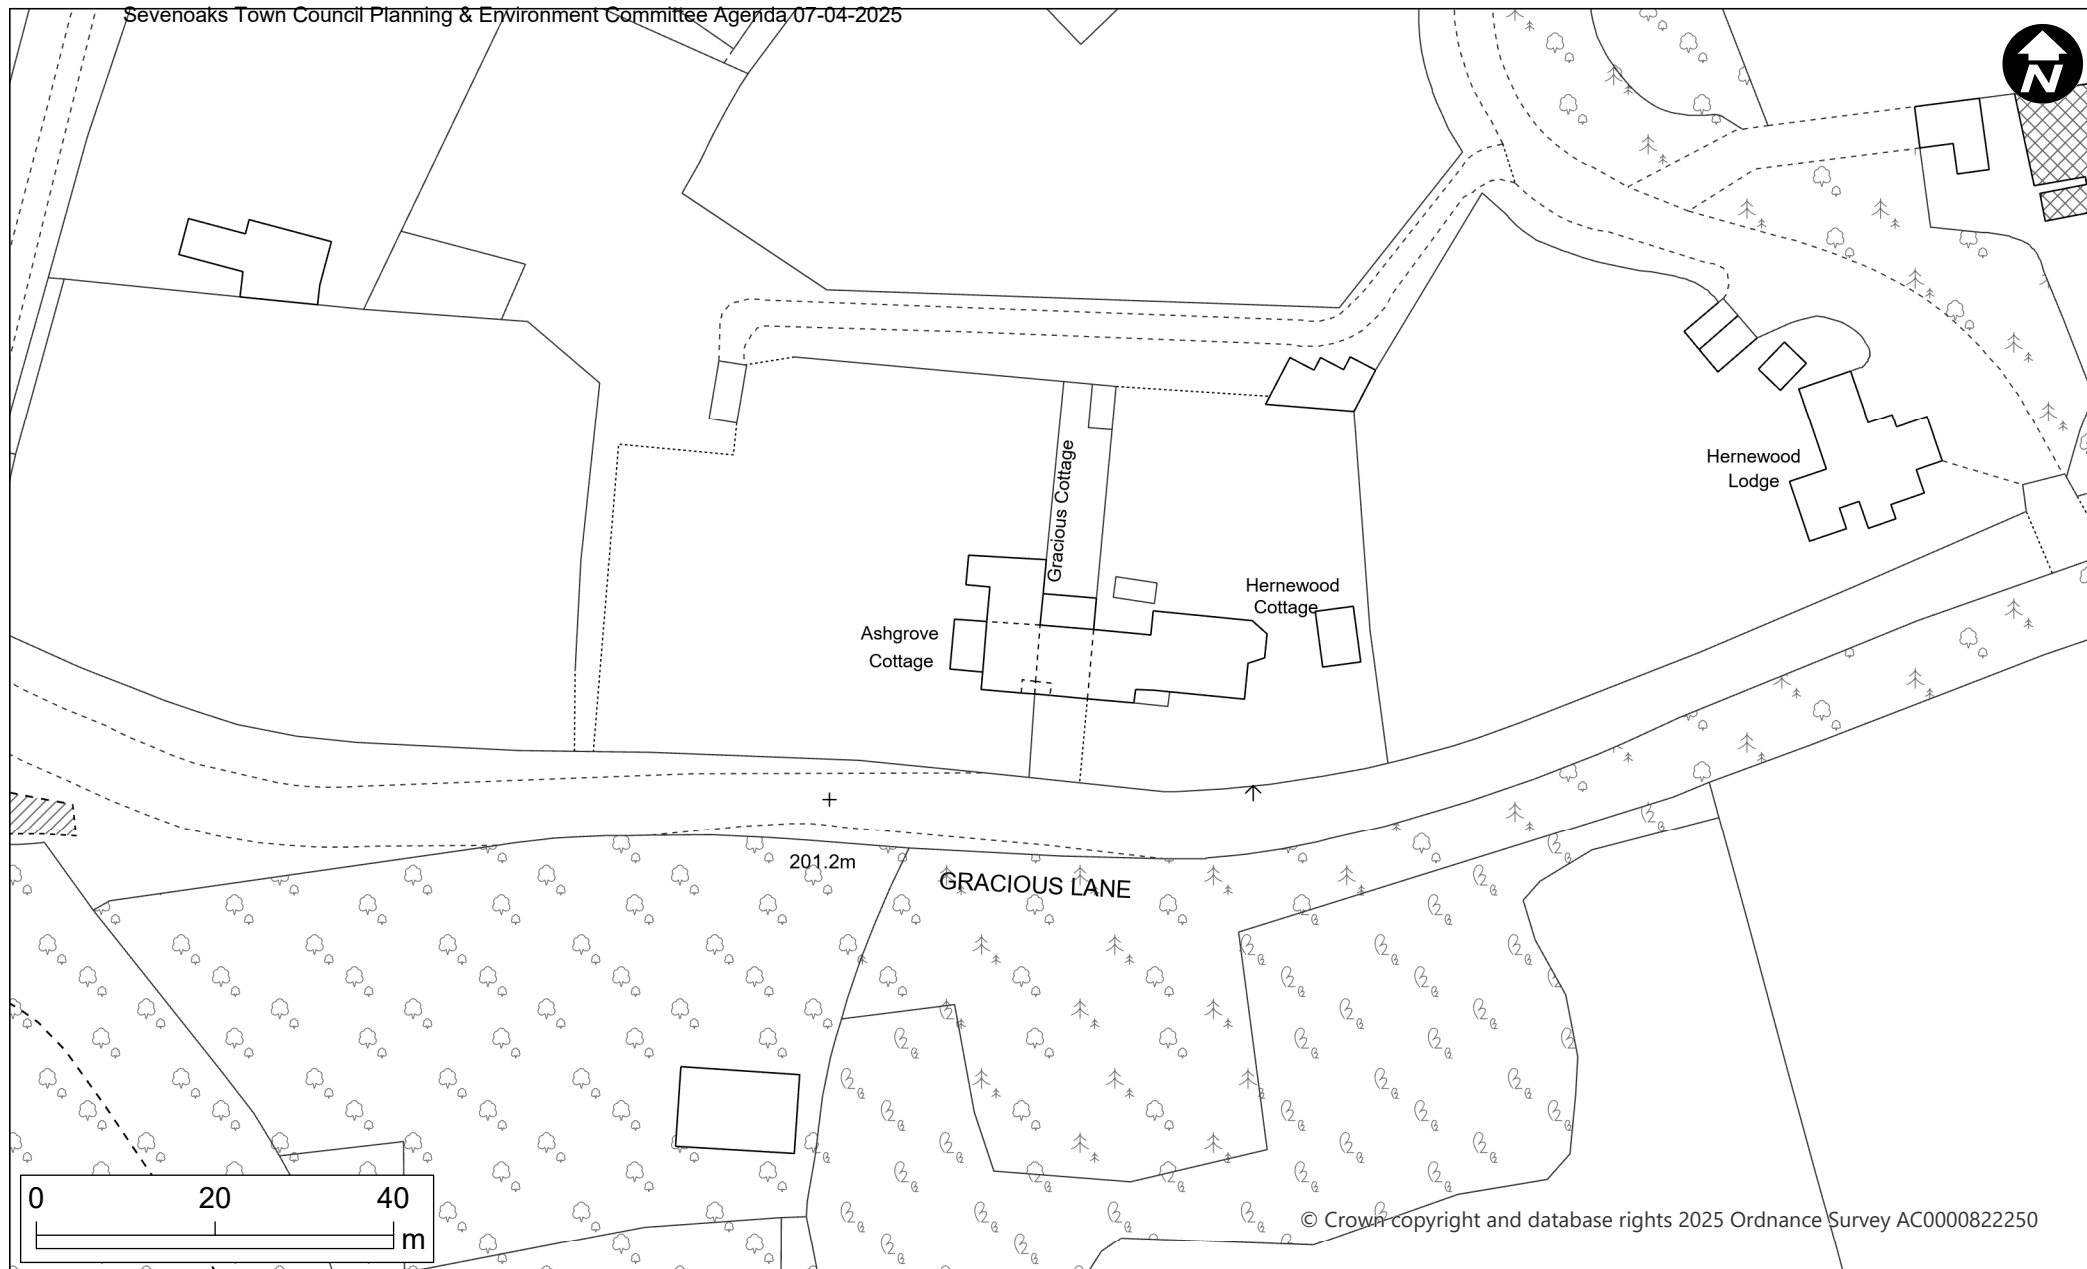 Sevenoaks Town Council Planning & Environment Committee Agenda 07-04-2025
N
Gracious Cottage
Hernewood
Lodge
Hernewood
Cottage
Ashgrove
Cottage
201.2m
GRACIOUS LANE
0 20 40
m
© Crown copyright and database rights 2025 Ordnance Survey AC0000822250